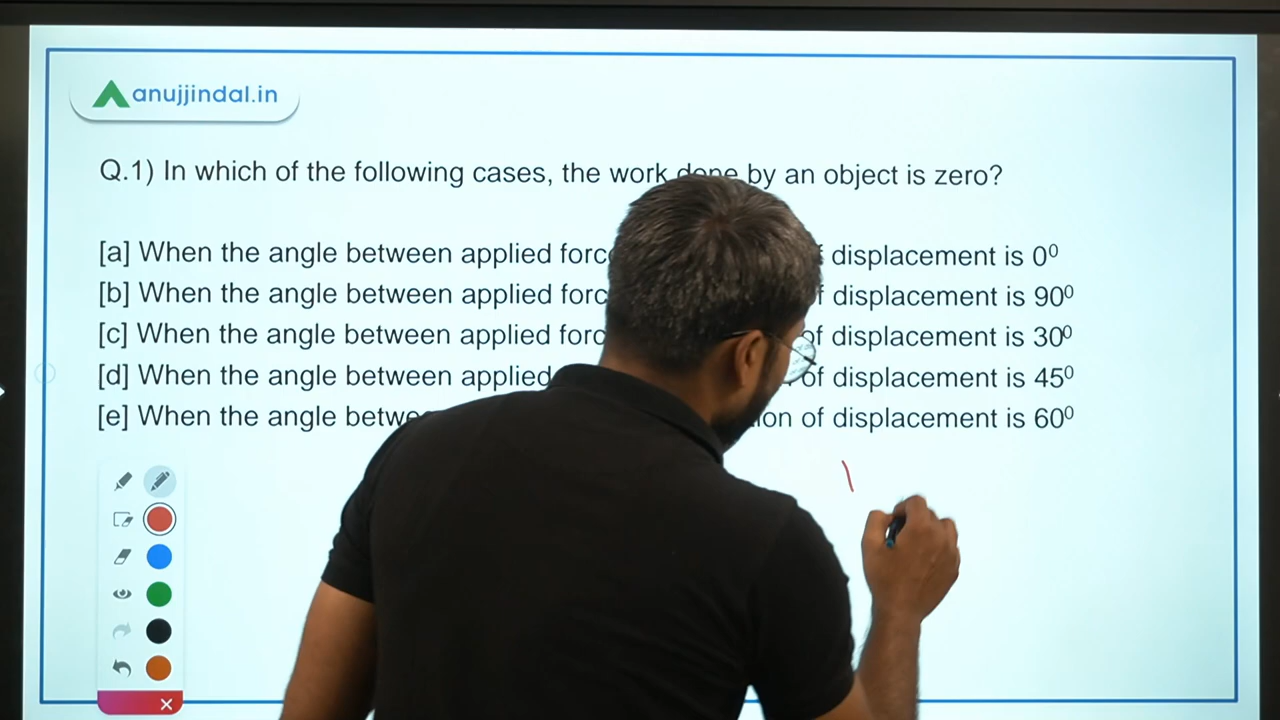 anujjindal.in
Q.1) In which of the following cases, the work done by an object is zero?
[a] When the angle between applied displacement is 0⁰
[b] When the angle between applied displacement is 90⁰
[c] When the angle between applied of displacement is 30⁰
[d] When the angle between applied of displacement is 45⁰
[e] When the angle of displacement is 60⁰